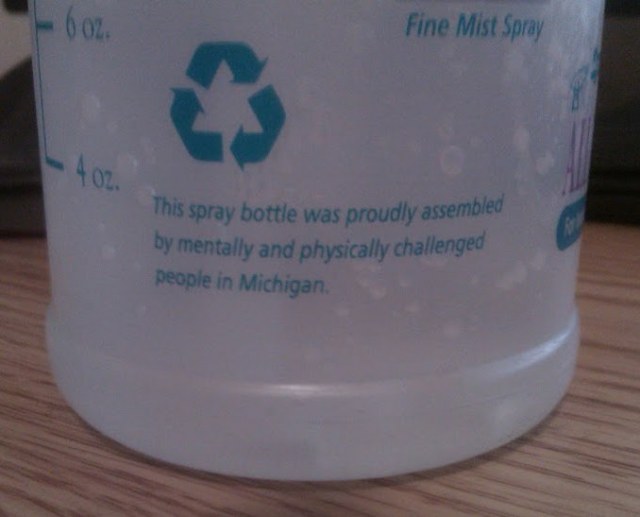 6 oz.
Fine Mist Spray
4 oz.
This spray bottle was proudly assembled
by mentally and physically challenged
people in Michigan.